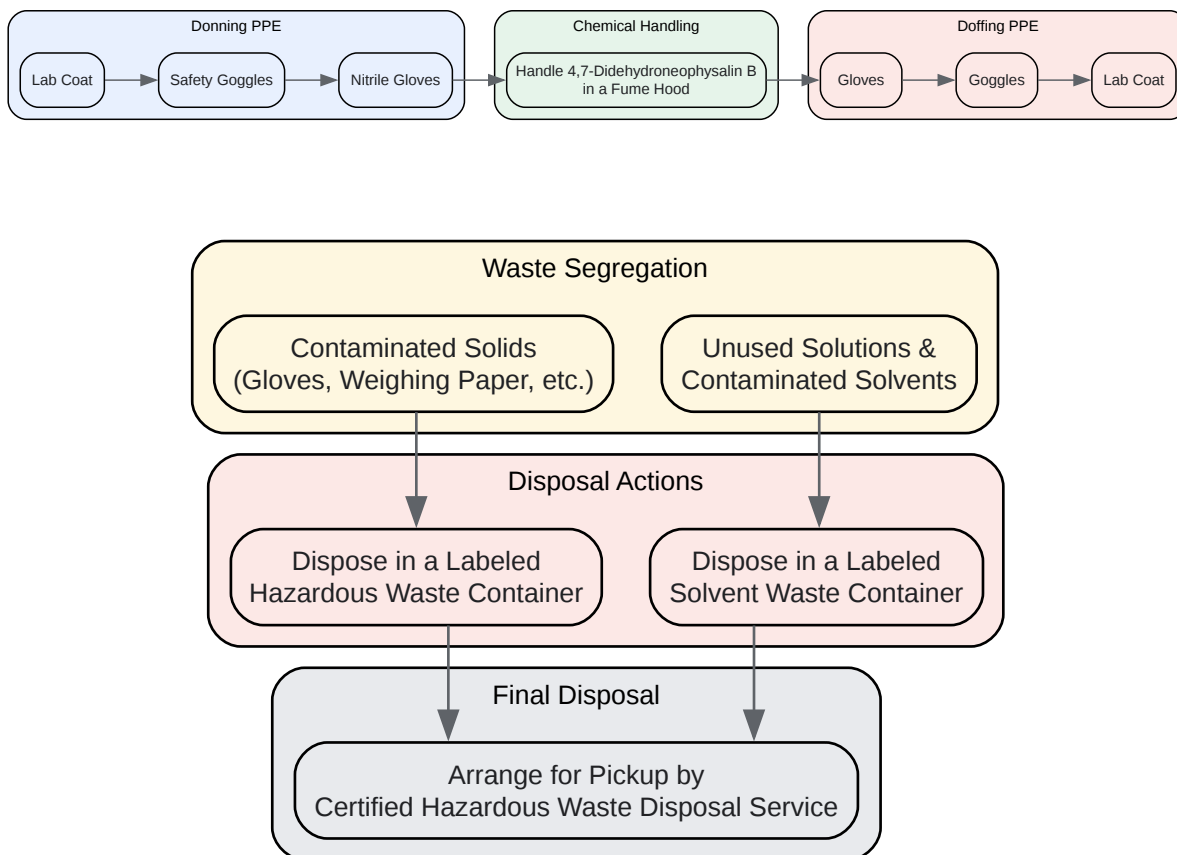 Donning PPE
Chemical Handling
Doffing PPE
Lab Coat
Safety Goggles
Nitrile Gloves
Handle 4,7-Didehydroneophysalin B
in a Fume Hood
Gloves
Goggles
Lab Coat
Waste Segregation
Contaminated Solids
(Gloves, Weighing Paper, etc.)
Unused Solutions &
Contaminated Solvents
Disposal Actions
Dispose in a Labeled
Hazardous Waste Container
Dispose in a Labeled
Solvent Waste Container
Final Disposal
Arrange for Pickup by
Certified Hazardous Waste Disposal Service